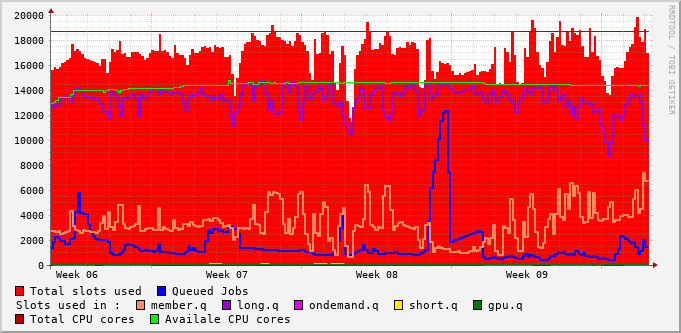 20000
18000
16000
14000
12000
10000
8000
6000
4000
2000
0
Week 06 Week 07 Week 08 Week 09
RRDTOOL / TOBI OETIKER
Total slots used Queued Jobs
Slots used in : member.q long.q ondemand.q short.q gpu.q
Total CPU cores Availale CPU cores